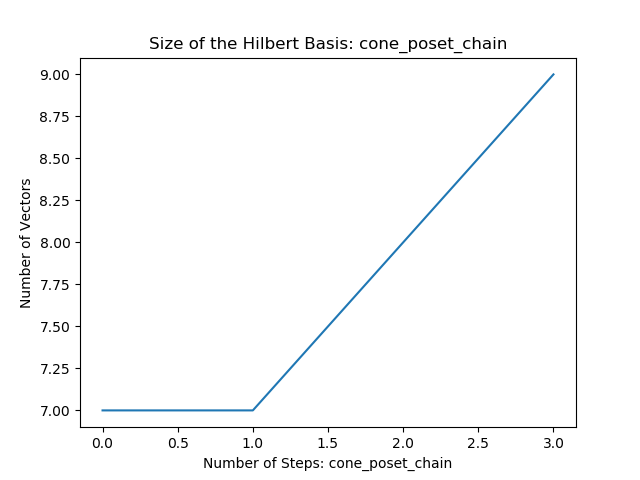 Size of the Hilbert Basis: cone_poset_chain
Number of Vectors
9.00
8.75
8.50
8.25
8.00
7.75
7.50
7.25
7.00
0.0 0.5 1.0 1.5 2.0 2.5 3.0
Number of Steps: cone_poset_chain